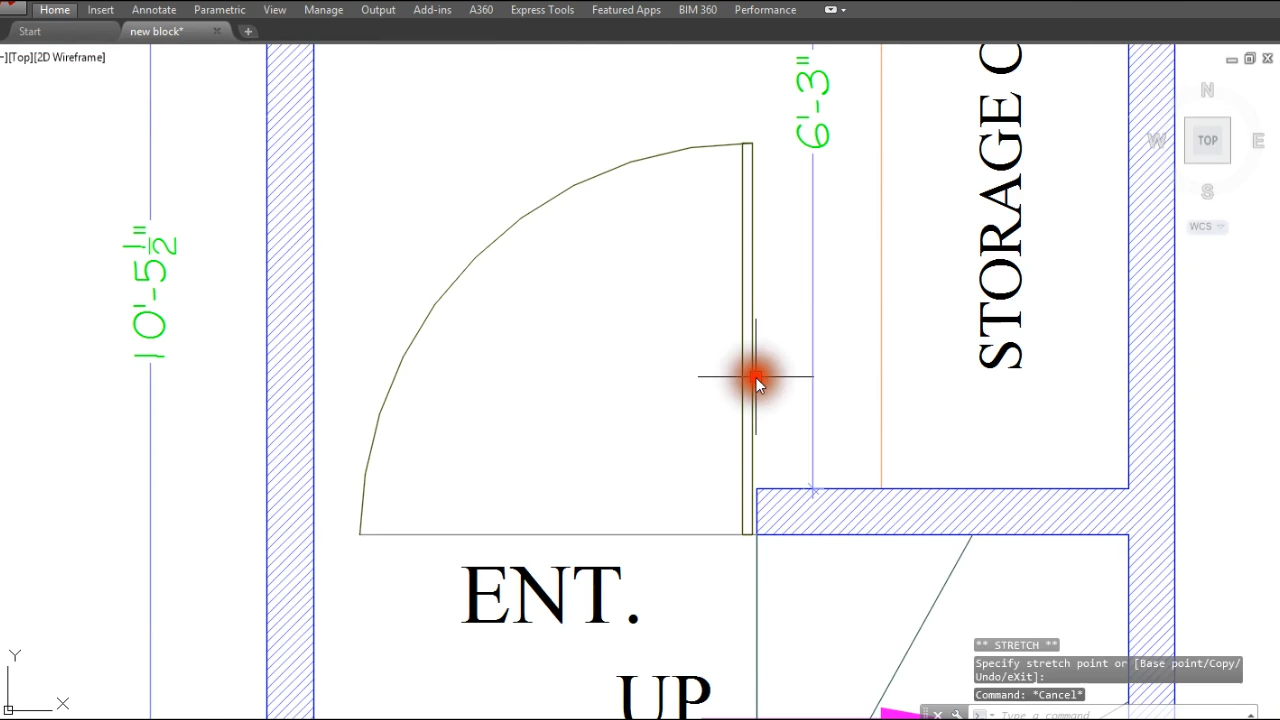 Home Insert Annotate Parametric View Manage Output Add-ins A360 Express Tools Featured Apps BIM 360 Performance
Start new block*
][Top][2D Wireframe]
N
W TOP E
S
WCS
6'-3"
STORAGE C
10'-5 1/2"
ENT.
UP
** STRETCH **
Specify stretch point or [Base point/Copy/
Undo/eXit]:
Command: *Cancel*
Type a command
Y
X